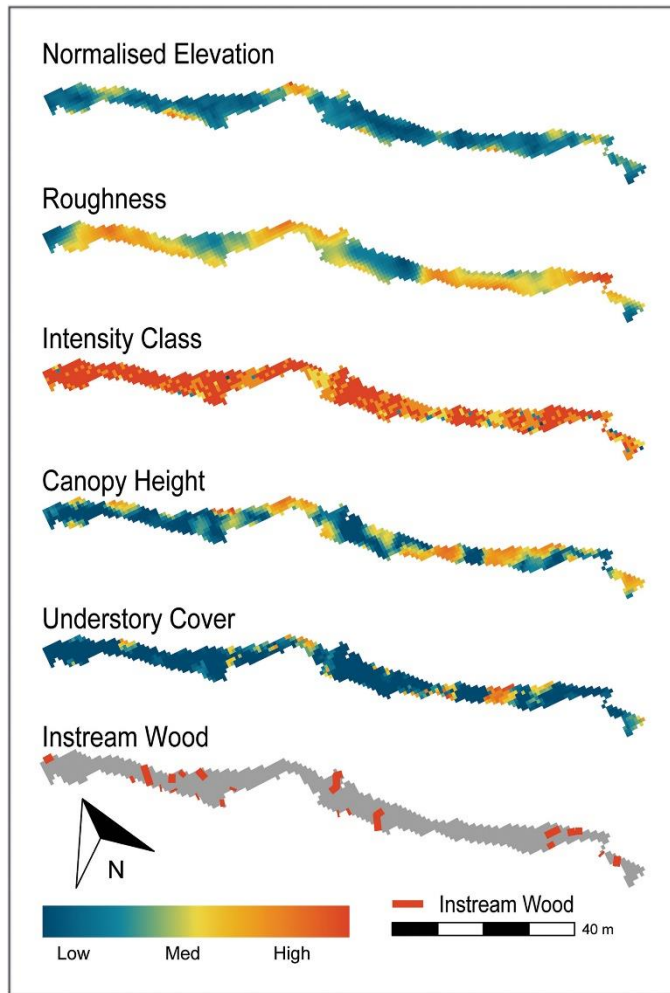 Normalised Elevation
Roughness
Intensity Class
Canopy Height
Understory Cover
Instream Wood
N
Low Med High
Instream Wood
40 m